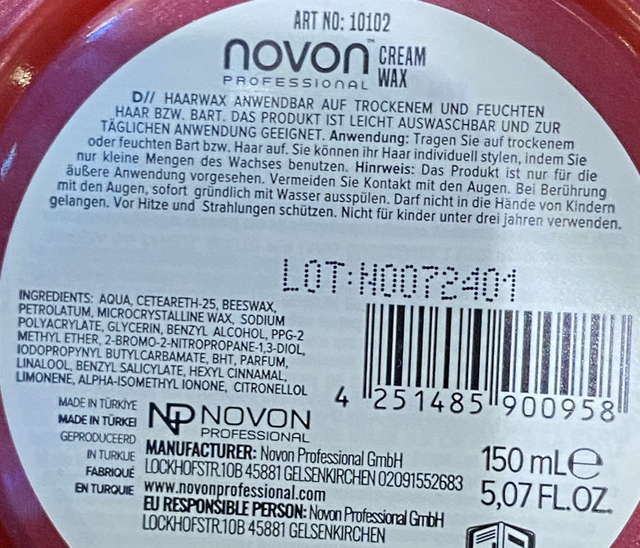 ART NO: 10102
novon™ CREAM
PROFESSIONAL WAX
D// HAARWAX ANWENDBAR AUF TROCKENEM UND FEUCHTEN
HAAR BZW. BART. DAS PRODUKT IST LEICHT AUSWASCHBAR UND ZUR
TÄGLICHEN ANWENDUNG GEEIGNET. Anwendung: Tragen Sie auf trockenem
oder feuchten Bart bzw. Haar auf. Sie können ihr Haar individuell stylen, indem Sie
nur kleine Mengen des Wachses benutzen. Hinweise: Das Produkt ist nur für die
äußere Anwendung vorgesehen. Vermeiden Sie Kontakt mit den Augen. Bei Berührung
mit den Augen, sofort gründlich mit Wasser ausspülen. Darf nicht in die Hände von Kindern
gelangen. Vor Hitze und Strahlungen schützen. Nicht für kinder unter drei jahren verwenden.
LOT:N0072401
INGREDIENTS: AQUA, CETEARETH-25, BEESWAX,
PETROLATUM, MICROCRYSTALLINE WAX, SODIUM
POLYACRYLATE, GLYCERIN, BENZYL ALCOHOL, PPG-2
METHYL ETHER, 2-BROMO-2-NITROPROPANE-1,3-DIOL,
IODOPROPYNYL BUTYLCARBAMATE, BHT, PARFUM,
LINALOOL, BENZYL SALICYLATE, HEXYL CINNAMAL,
LIMONENE, ALPHA-ISOMETHYL IONONE, CITRONELLOL
4 251485 900958
MADE IN TÜRKİYE
MADE IN TÜRKEI
GEPRODUCEERD
IN TURKIJE
FABRIQUÉ
EN TURQUIE
NP NOVON
PROFESSIONAL
MANUFACTURER: Novon Professional GmbH
LOCKHOFSTR.10B 45881 GELSENKIRCHEN 02091552683
www.novonprofessional.com
EU RESPONSIBLE PERSON: Novon Professional GmbH
LOCKHOFSTR.10B 45881 GELSENKIRCHEN
150 mL℮
5,07 FL.OZ.